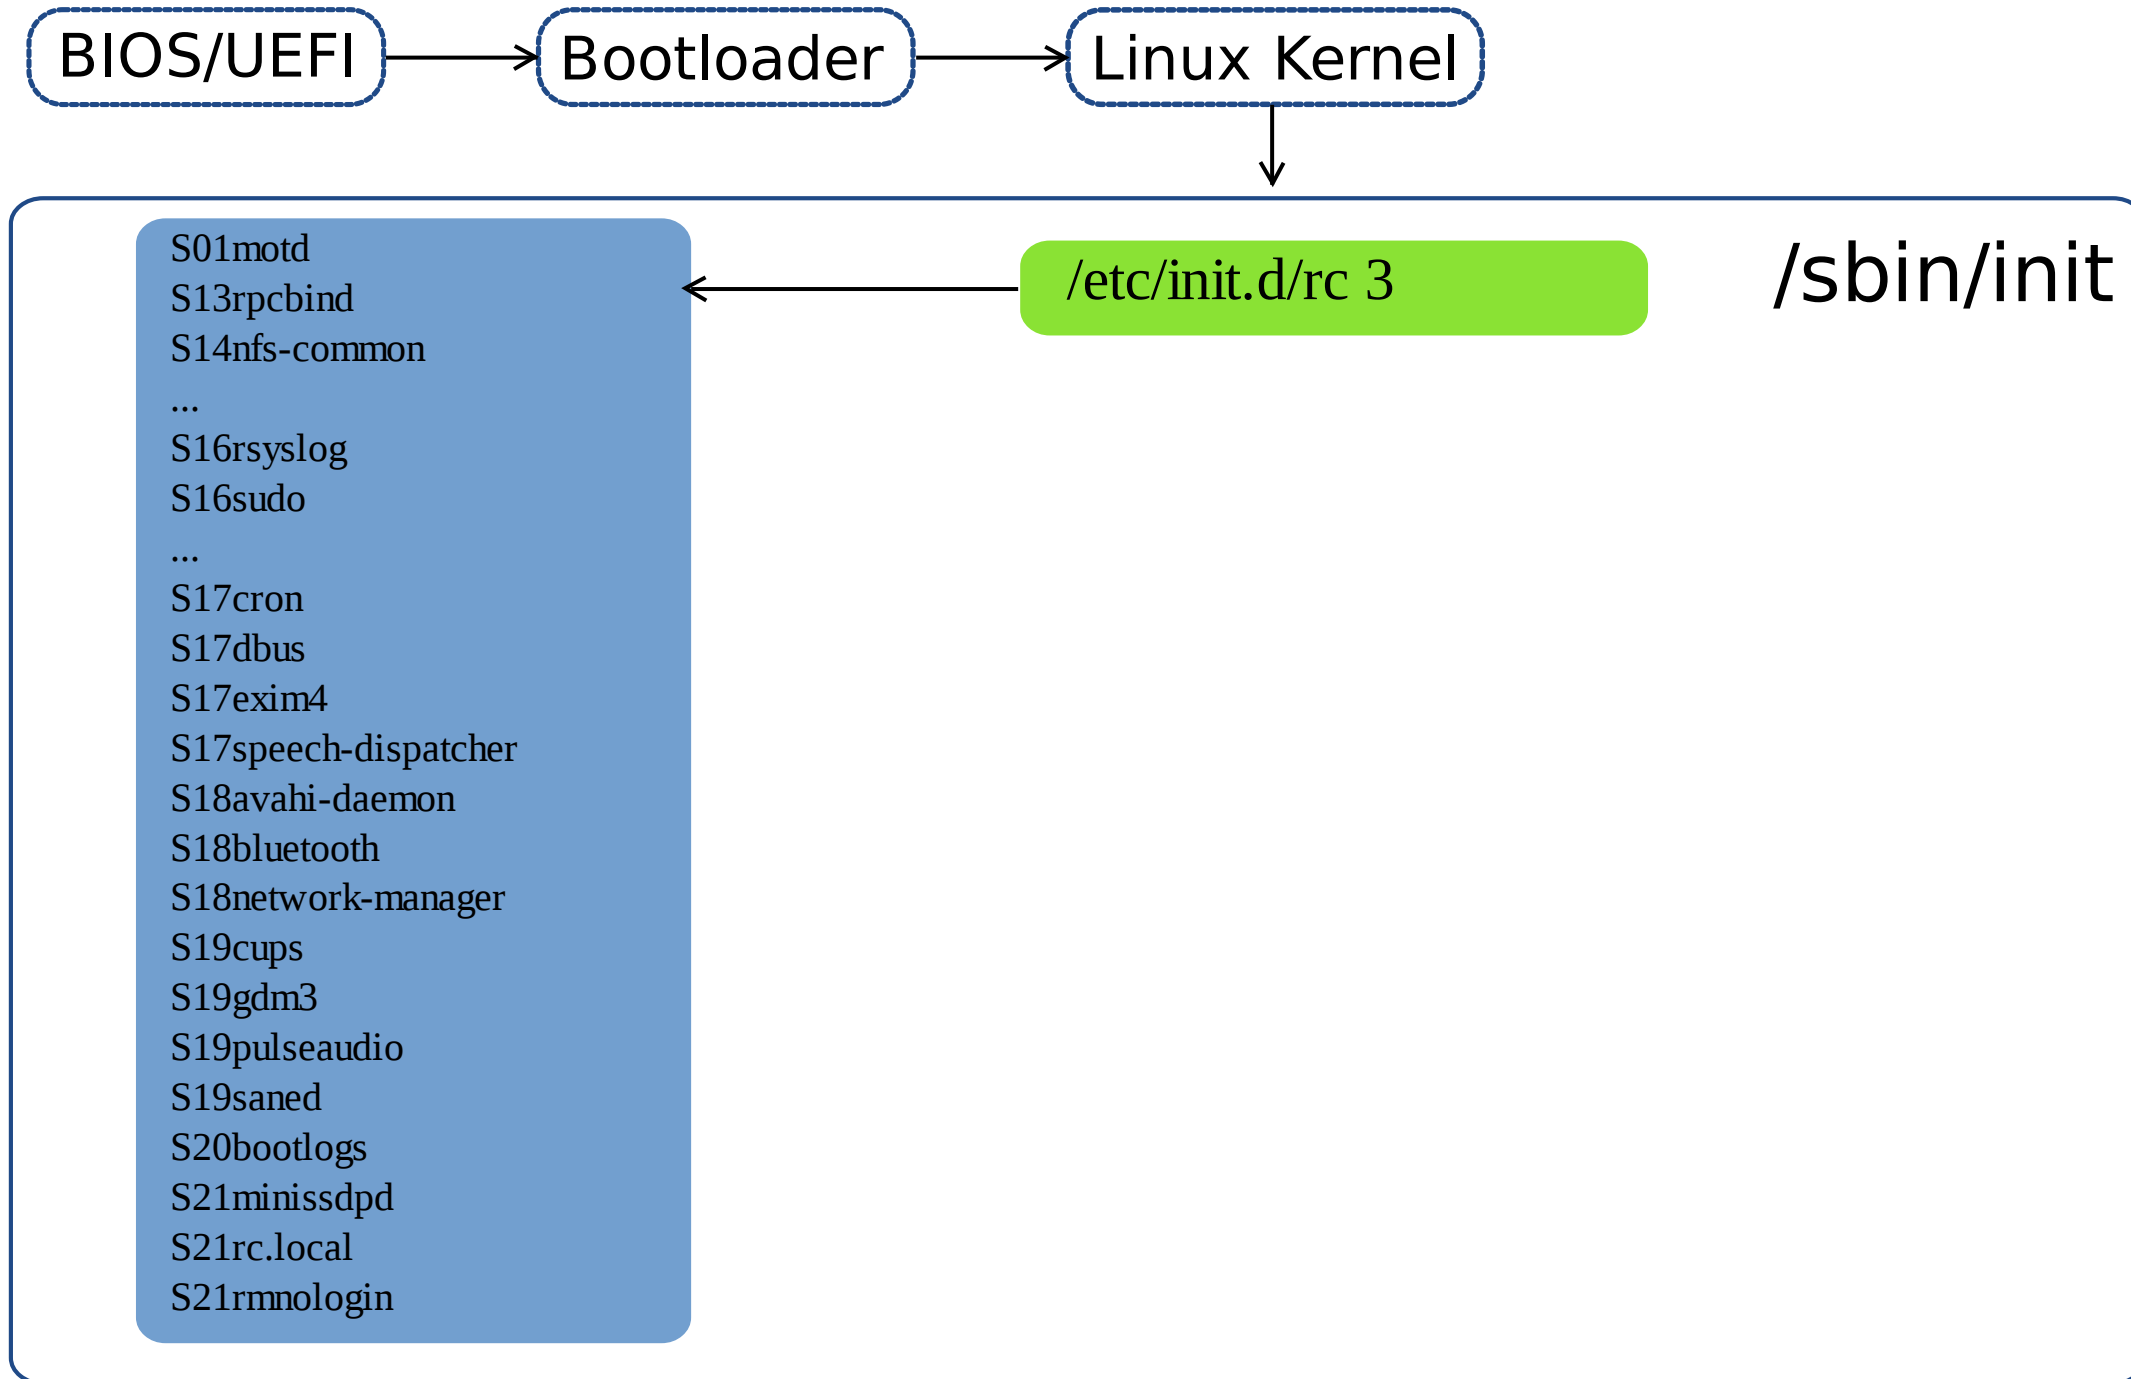 BIOS/UEFI
Bootloader
Linux Kernel
/sbin/init
/etc/init.d/rc 3
S01motd
S13rpcbind
S14nfs-common
...
S16rsyslog
S16sudo
...
S17cron
S17dbus
S17exim4
S17speech-dispatcher
S18avahi-daemon
S18bluetooth
S18network-manager
S19cups
S19gdm3
S19pulseaudio
S19saned
S20bootlogs
S21minissdpd
S21rc.local
S21rmnologin